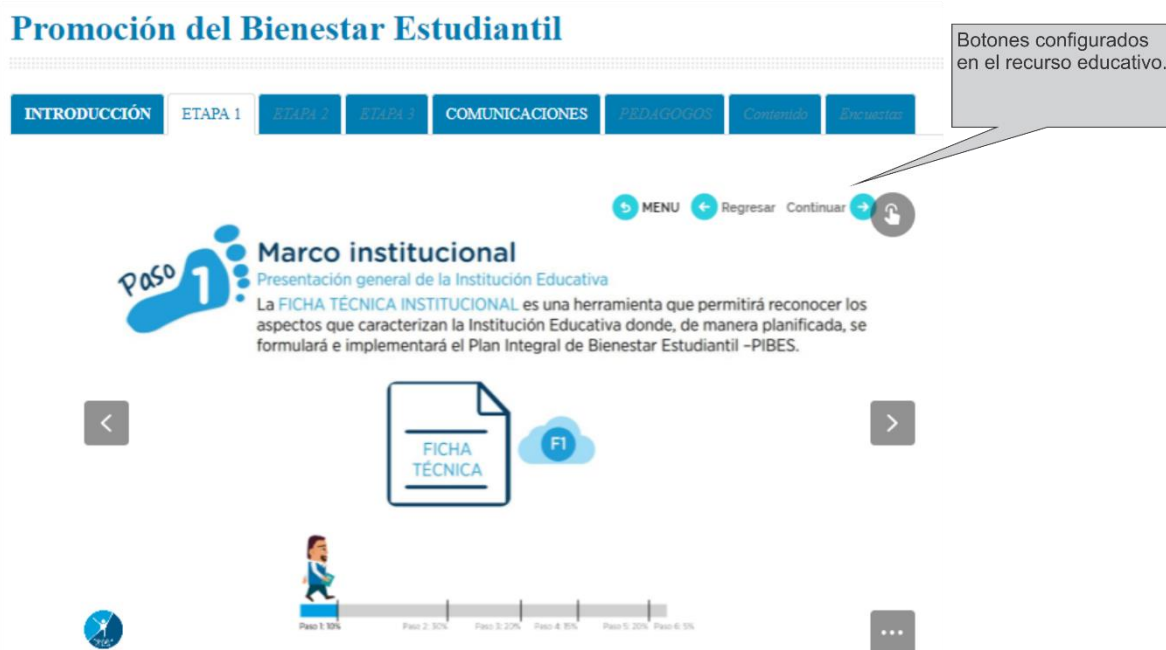 Promoción del Bienestar Estudiantil
Botones configurados
en el recurso educativo.
INTRODUCCIÓN
ETAPA 1
ETAPA 2
ETAPA 3
COMUNICACIONES
PEDAGOGOS
Contenido
Encuestas
MENU
Regresar
Continuar
Paso 1
Marco institucional
Presentación general de la Institución Educativa
La FICHA TÉCNICA INSTITUCIONAL es una herramienta que permitirá reconocer los
aspectos que caracterizan la Institución Educativa donde, de manera planificada, se
formulará e implementará el Plan Integral de Bienestar Estudiantil –PIBES.
FICHA
TÉCNICA
F1
Paso 1: 10%
Paso 2: 30%
Paso 3: 20%
Paso 4: 15%
Paso 5: 20%
Paso 6: 5%